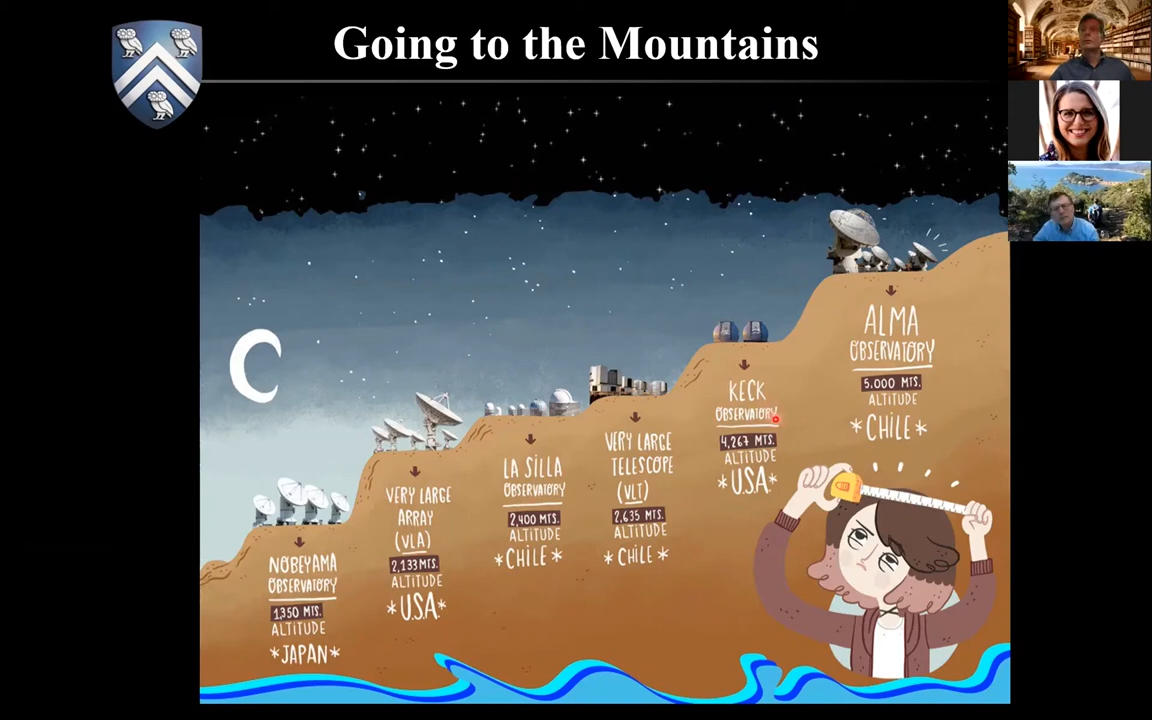 Going to the Mountains
NOBEYAMA
OBSERVATORY
1,350 MTS.
ALTITUDE
*JAPAN*
VERY LARGE
ARRAY
(VLA)
2,133 MTS.
ALTITUDE
*U.S.A*
LA SILLA
OBSERVATORY
2,400 MTS.
ALTITUDE
*CHILE*
VERY LARGE
TELESCOPE
(VLT)
2,635 MTS.
ALTITUDE
*CHILE*
KECK
OBSERVATORY
4,267 MTS.
ALTITUDE
*U.S.A.*
ALMA
OBSERVATORY
5.000 MTS.
ALTITUDE
*CHILE*